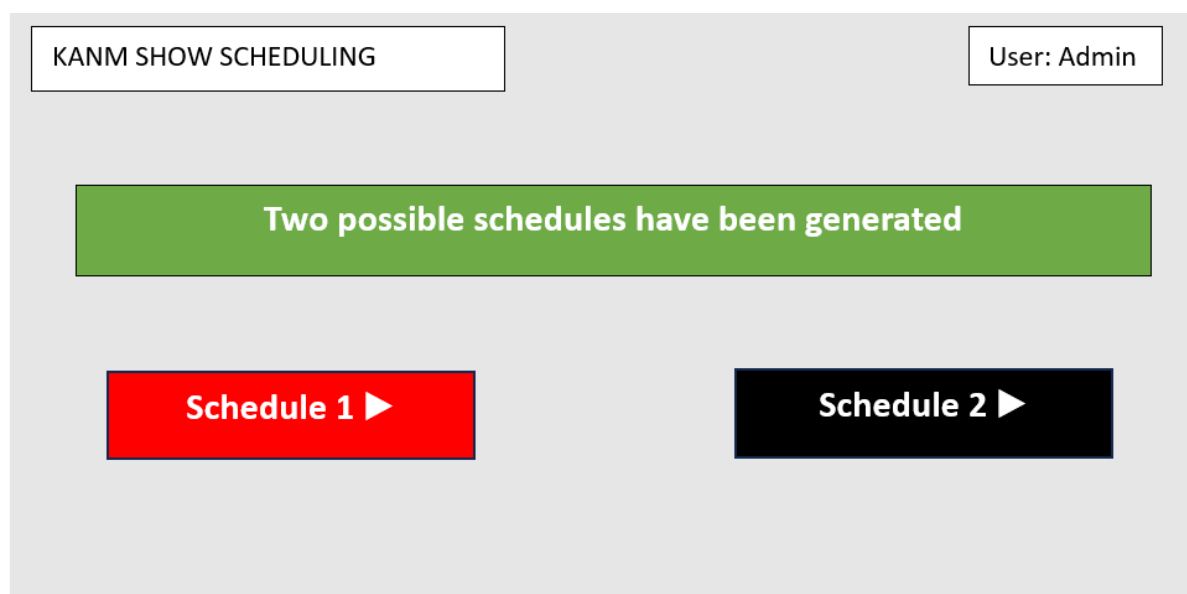 KANM SHOW SCHEDULING
User: Admin
Two possible schedules have been generated
Schedule 1 ▶
Schedule 2 ▶